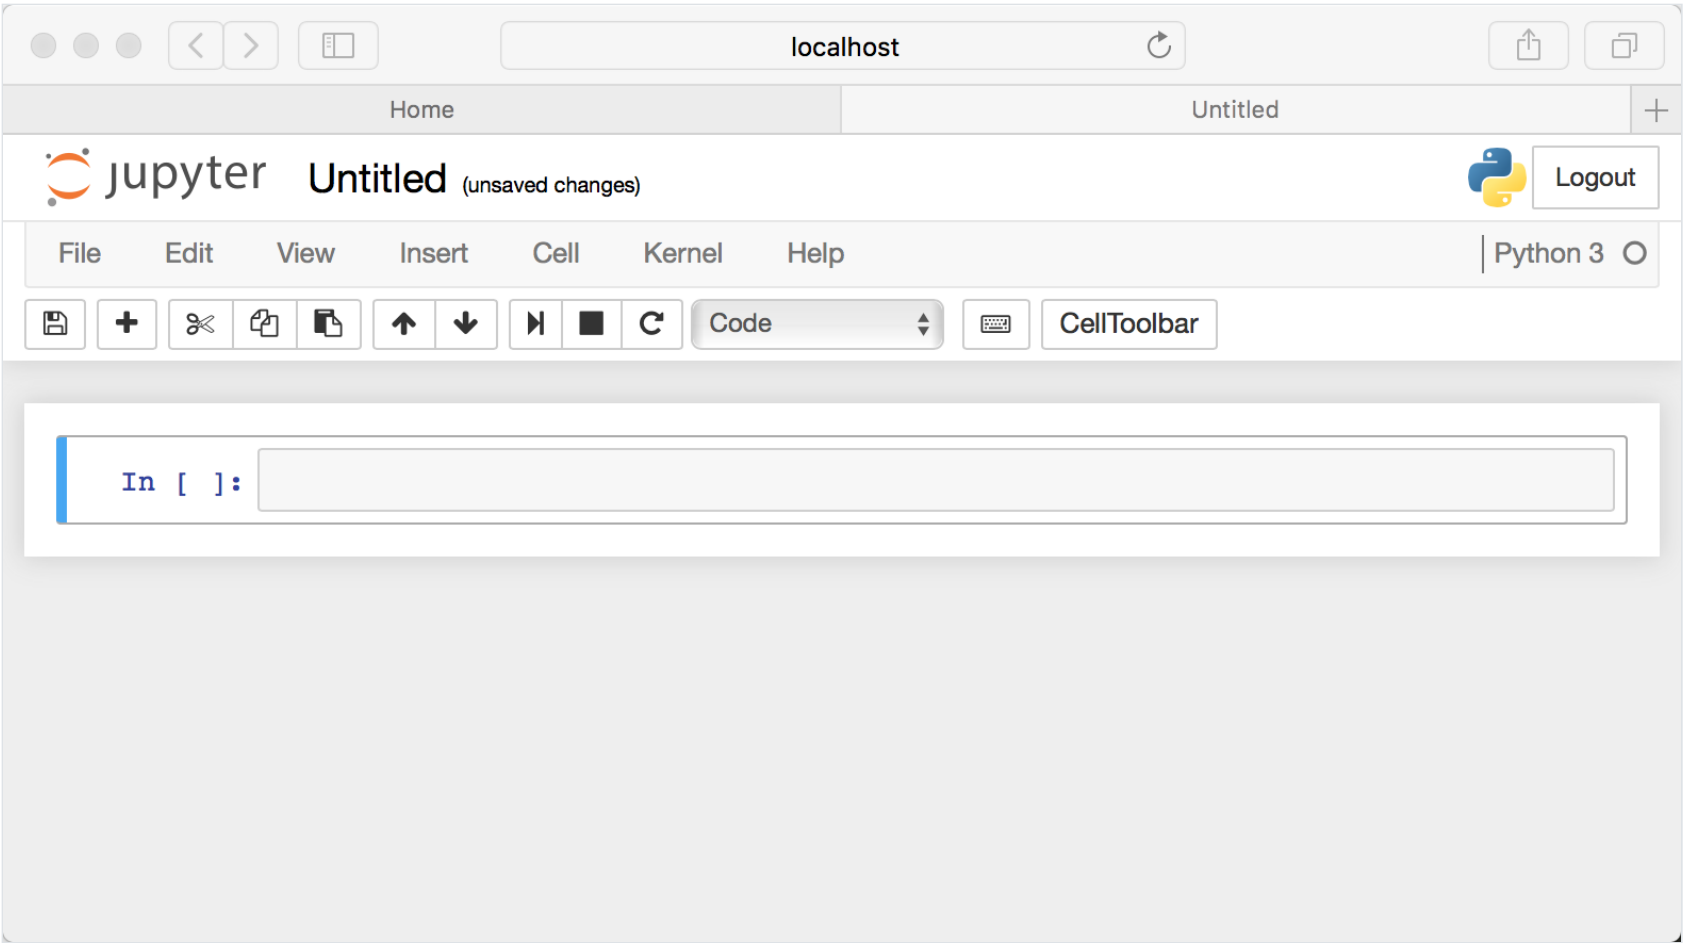 localhost
Home Untitled
jupyter Untitled (unsaved changes) Logout
File Edit View Insert Cell Kernel Help Python 3
Code CellToolbar
In [ ]: